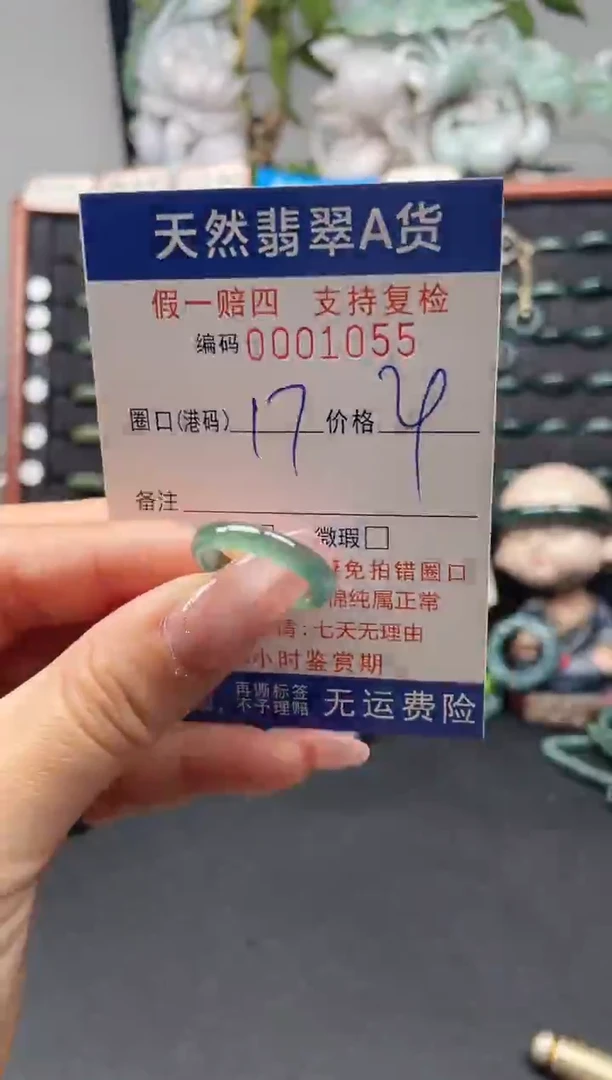 天然翡翠A货
假一赔四 支持复检
编码 0001055
圈口(港码) 17 价格
备注
微瑕□
免拍错圈口
棉纯属正常
情：七天无理由
小时鉴赏期
再撕标签
不予理赔 无运费险